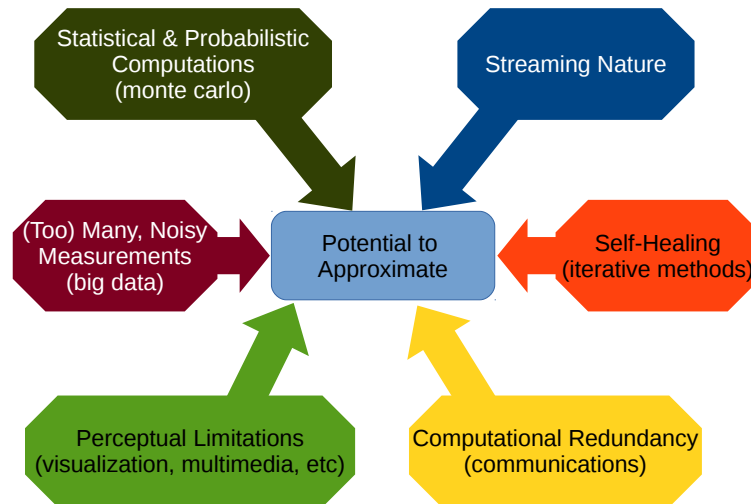 Statistical & Probabilistic
Computations
(monte carlo)
Streaming Nature
(Too) Many, Noisy
Measurements
(big data)
Potential to
Approximate
Self-Healing
(iterative methods)
Perceptual Limitations
(visualization, multimedia, etc)
Computational Redundancy
(communications)